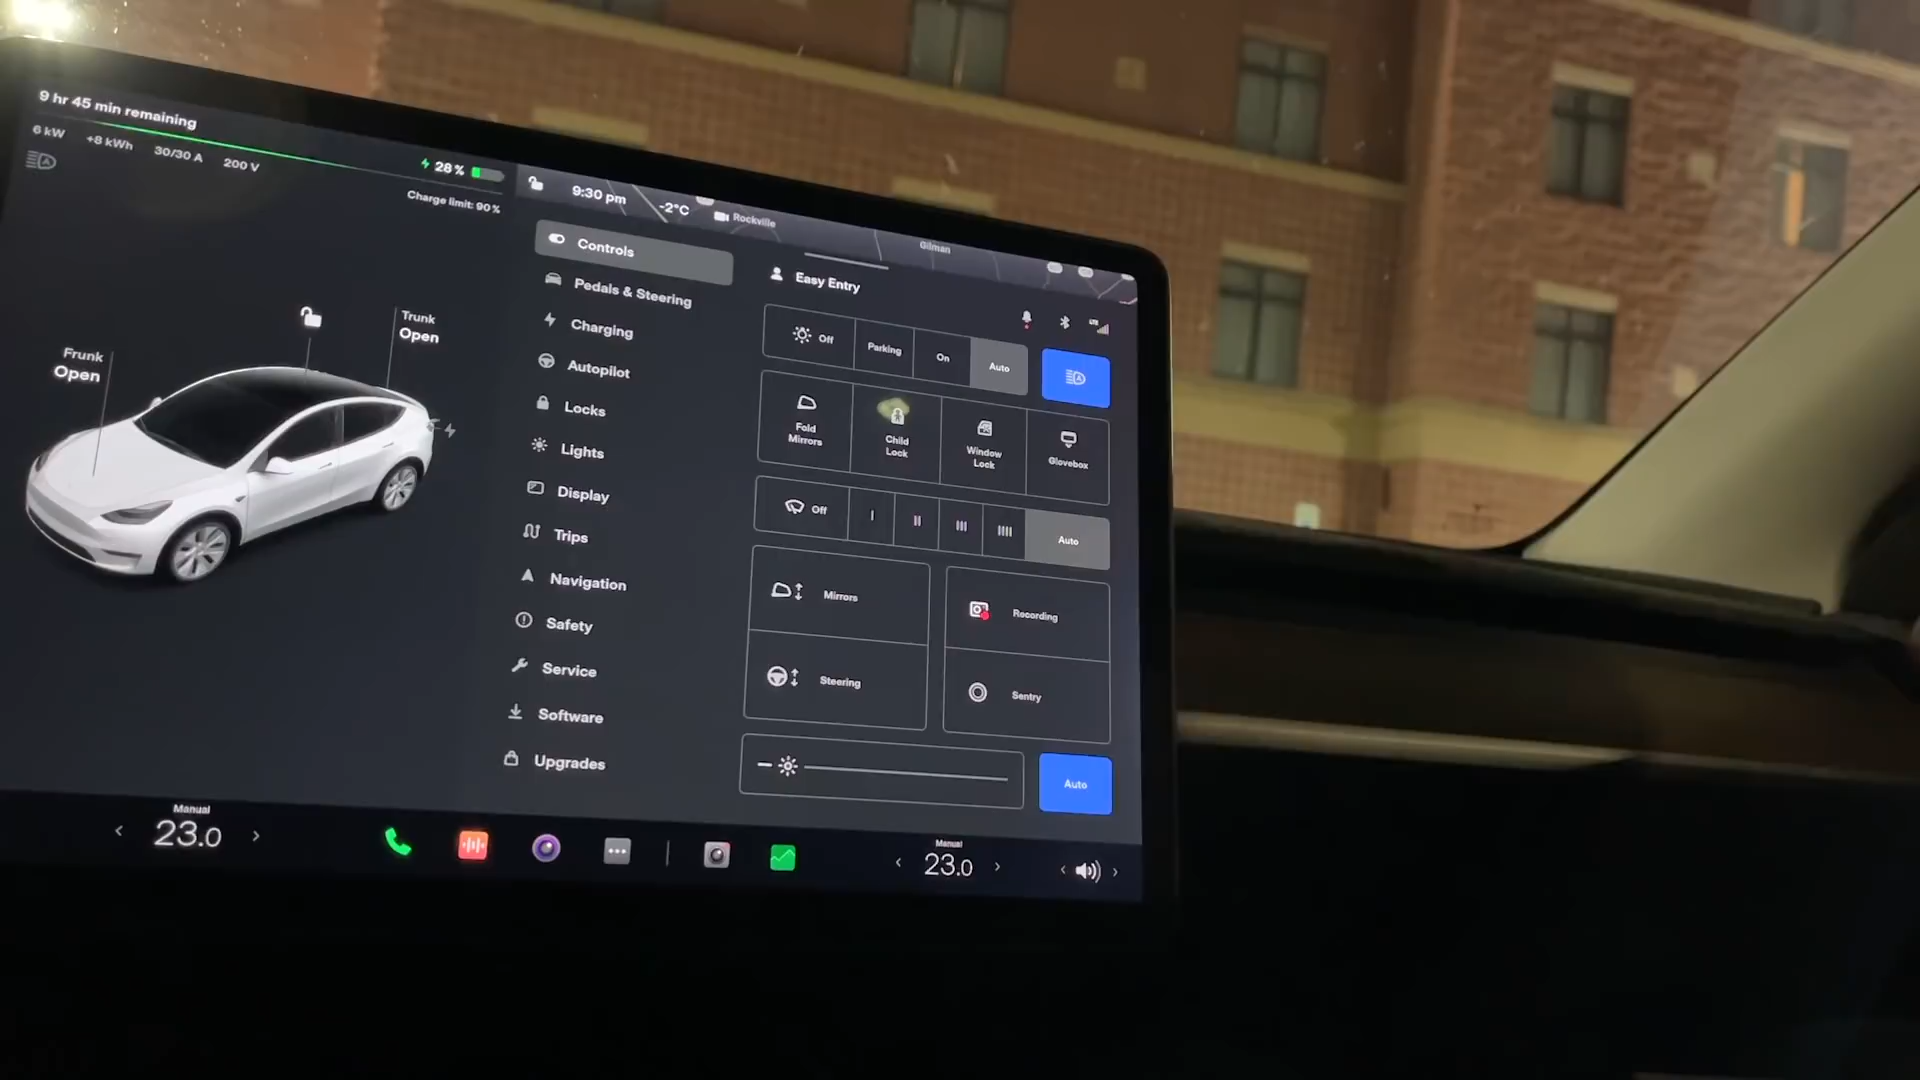 9 hr 45 min remaining
6 kW +8 kWh 30/30 A 200 V
28 %
Charge limit: 90 %
9:30 pm -2°C
Rockville
Gilman
Frunk
Open
Trunk
Open
Controls
Pedals & Steering
Charging
Autopilot
Locks
Lights
Display
Trips
Navigation
Safety
Service
Software
Upgrades
Easy Entry
LTE
Off Parking On Auto
A
Fold
Mirrors
Child
Lock
Window
Lock
Glovebox
Off I II III IIII Auto
Mirrors
Steering
Recording
Sentry
Auto
Manual
23.0
Manual
23.0